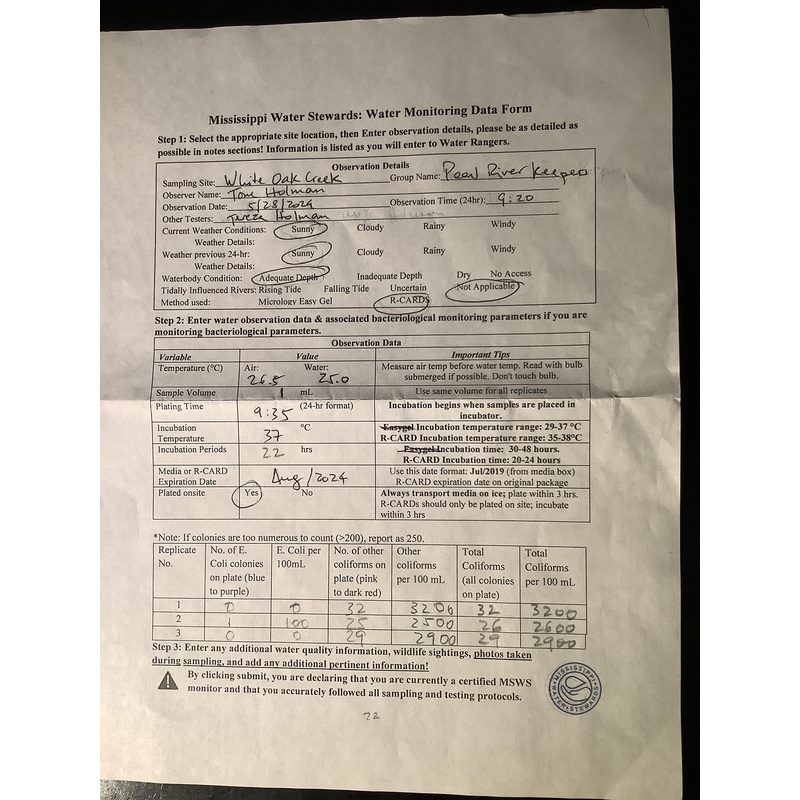 Mississippi Water Stewards: Water Monitoring Data Form
Step 1: Select the appropriate site location, then Enter observation details, please be as detailed as
possible in notes sections! Information is listed as you will enter to Water Rangers.
Observation Details
Sampling Site: White Oak Creek Group Name: Pearl River Keeper
Observer Name: Tom Holman
Observation Date: 5/28/2024 Observation Time (24hr): 9:20
Other Testers: Tereza Holman
Current Weather Conditions: Sunny Cloudy Rainy Windy
Weather Details:
Weather previous 24-hr: Sunny Cloudy Rainy Windy
Weather Details:
Waterbody Condition: Adequate Depth Inadequate Depth Dry No Access
Tidally Influenced Rivers: Rising Tide Falling Tide Uncertain Not Applicable
Method used: Micrology Easy Gel R-CARDS
Step 2: Enter water observation data & associated bacteriological monitoring parameters if you are
monitoring bacteriological parameters.
Observation Data
Variable Value Important Tips
Temperature (°C) Air: Water: Measure air temp before water temp. Read with bulb
26.5 25.0 submerged if possible. Don't touch bulb.
Sample Volume 1 mL Use same volume for all replicates
Plating Time 9:35 (24-hr format) Incubation begins when samples are placed in
incubator.
Incubation °C Easygel Incubation temperature range: 29-37 °C
Temperature 37 R-CARD Incubation temperature range: 35-38°C
Incubation Periods 22 hrs Easygel Incubation time: 30-48 hours.
R-CARD Incubation time: 20-24 hours
Media or R-CARD Aug/2024 Use this date format: Jul/2019 (from media box)
Expiration Date R-CARD expiration date on original package
Plated onsite Yes No Always transport media on ice; plate within 3 hrs.
R-CARDs should only be plated on site; incubate
within 3 hrs
*Note: If colonies are too numerous to count (>200), report as 250.
Replicate No. of E. E. Coli per No. of other Other Total Total
No. Coli colonies 100mL coliforms on coliforms Coliforms Coliforms
on plate (blue plate (pink per 100 mL (all colonies per 100 mL
to purple) to dark red) on plate)
1 0 0 32 3200 32 3200
2 1 100 25 2500 26 2600
3 0 0 29 2900 29 2900
Step 3: Enter any additional water quality information, wildlife sightings, photos taken
during sampling, and add any additional pertinent information!
By clicking submit, you are declaring that you are currently a certified MSWS
monitor and that you accurately followed all sampling and testing protocols.
MISSISSIPPI WATER STEWARDS
22